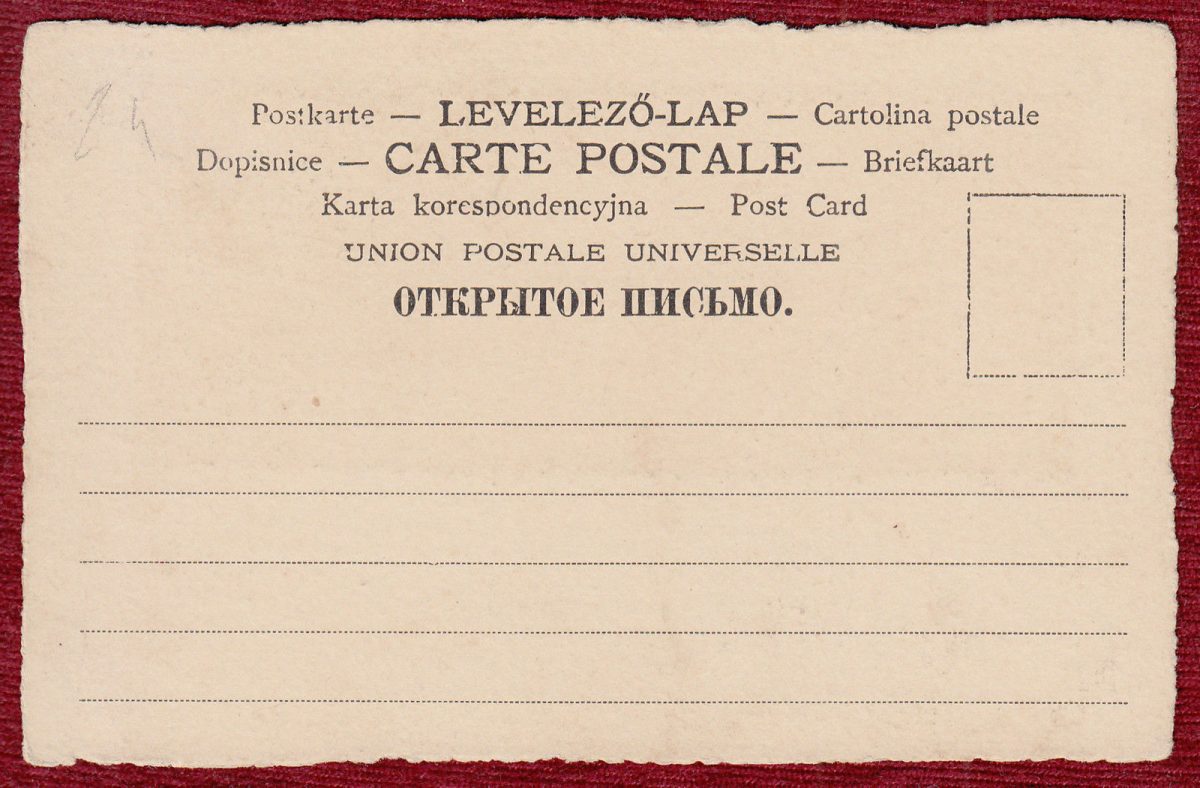 Postkarte — LEVELEZŐ-LAP — Cartolina postale
Dopisnice — CARTE POSTALE — Briefkaart
Karta korespondencyjna — Post Card
UNION POSTALE UNIVERSELLE
ОТКРЫТОЕ ПИСЬМО.